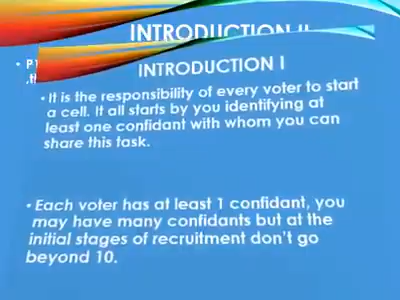 INTRODUCTION II
• P
INTRODUCTION I
• It is the responsibility of every voter to start
a cell. It all starts by you identifying at
least one confidant with whom you can
share this task.
• Each voter has at least 1 confidant, you
may have many confidants but at the
initial stages of recruitment don't go
beyond 10.